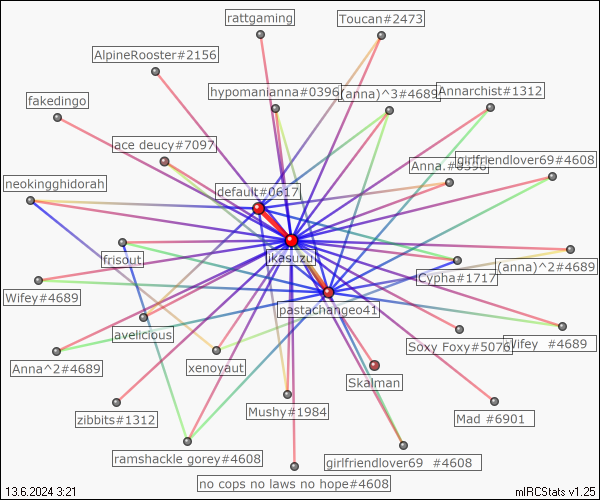 rattgaming
Toucan#2473
AlpineRooster#2156
hypomanianna#0396
(anna)^3#4689
Annarchist#1312
fakedingo
ace deucy#7097
Anna.#0396
girlfriendlover69#4608
neokingghidorah
default#0617
ikasuzu
frisout
Cypha#1717
(anna)^2#4689
Wifey#4689
pastachangeo41
avelicious
Soxy Foxy#5076
Wifey #4689
Anna^2#4689
xenoyaut
Skalman
zibbits#1312
Mushy#1984
Mad #6901
ramshackle gorey#4608
girlfriendlover69 #4608
no cops no laws no hope#4608
13.6.2024 3:21
mIRCStats v1.25